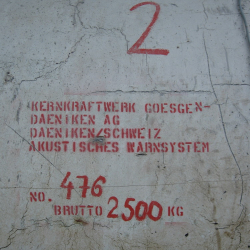 2
KERNKRAFTWERK GOESGEN-
DAENIKEN AG
DAENIKEN/SCHWEIZ
AKUSTISCHES WARNSYSTEM
NO. 476
BRUTTO 2500 KG